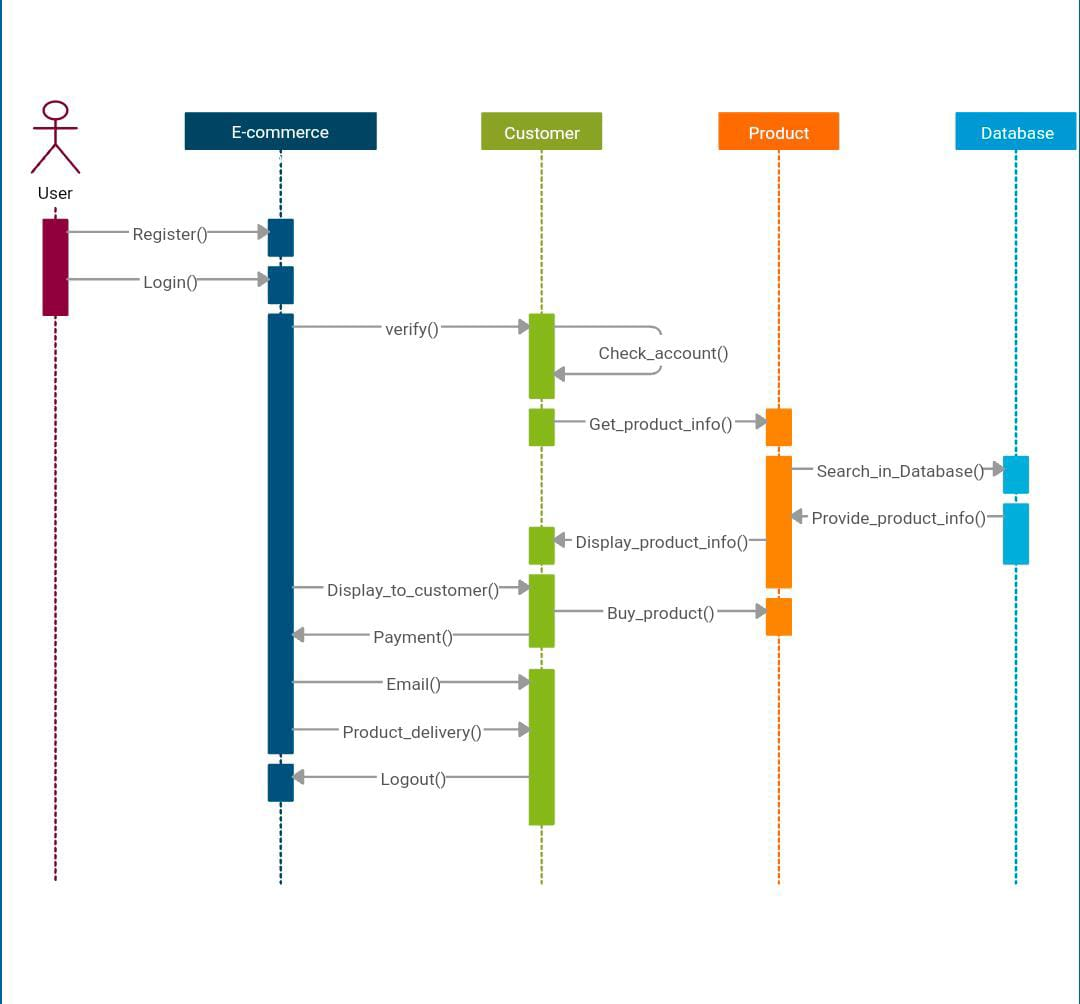 E-commerce
Customer
Product
Database
User
Register()
Login()
verify()
Check_account()
Get_product_info()
Search_in_Database()
Provide_product_info()
Display_product_info()
Display_to_customer()
Buy_product()
Payment()
Email()
Product_delivery()
Logout()